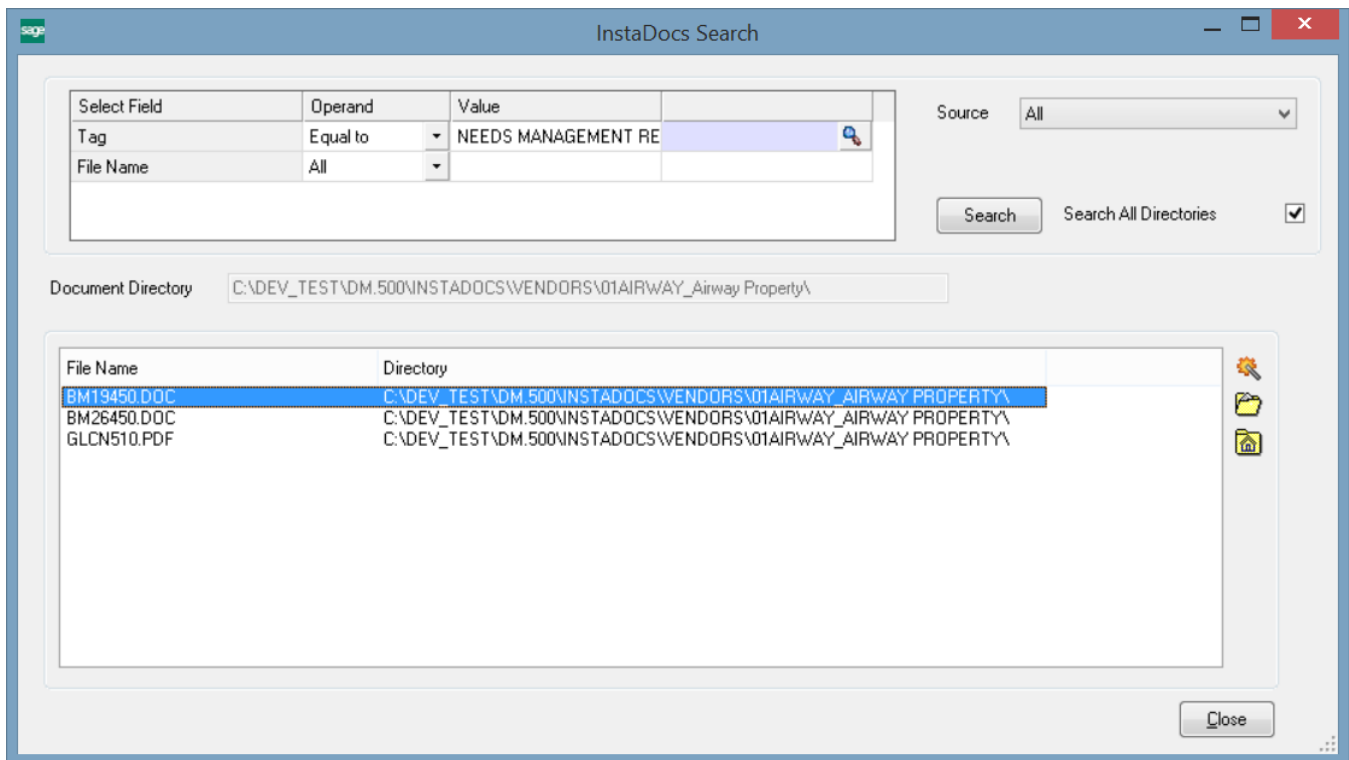 sage
InstaDocs Search
Select Field Operand Value
Tag Equal to NEEDS MANAGEMENT RE
File Name All
Source All
Search Search All Directories
Document Directory C:\DEV_TEST\DM.500\INSTADOCS\VENDORS\01AIRWAY_Airway Property\
File Name Directory
BM19450.DOC C:\DEV_TEST\DM.500\INSTADOCS\VENDORS\01AIRWAY_AIRWAY PROPERTY\
BM26450.DOC C:\DEV_TEST\DM.500\INSTADOCS\VENDORS\01AIRWAY_AIRWAY PROPERTY\
GLCN510.PDF C:\DEV_TEST\DM.500\INSTADOCS\VENDORS\01AIRWAY_AIRWAY PROPERTY\
Close